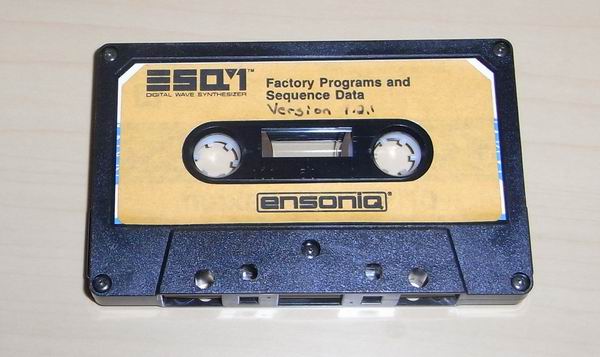 ESQ-1™
DIGITAL WAVE SYNTHESIZER
Factory Programs and
Sequence Data
Version 1.2.1
ensoniq®